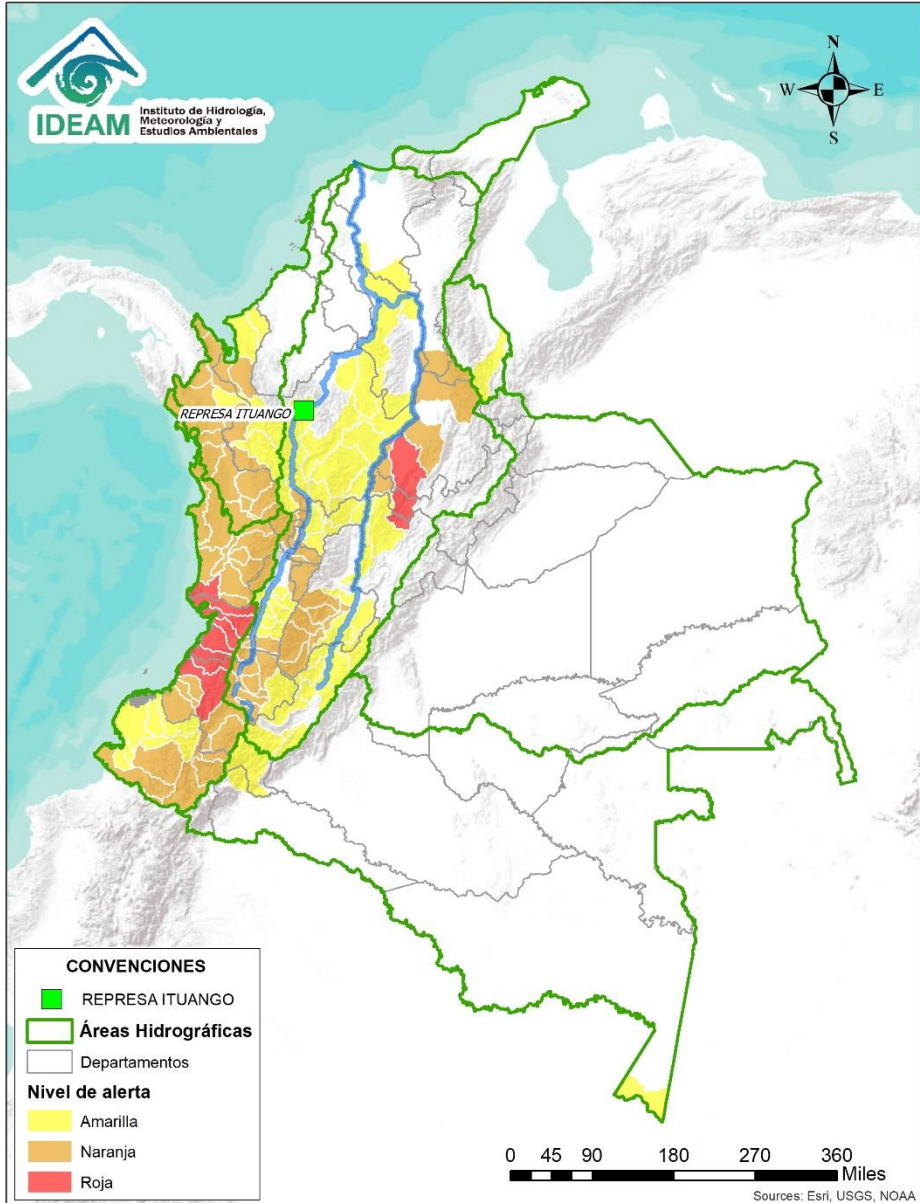 IDEAM
Instituto de Hidrología,
Meteorología y
Estudios Ambientales
N
W
E
S
REPRESA ITUANGO
CONVENCIONES
REPRESA ITUANGO
Áreas Hidrográficas
Departamentos
Nivel de alerta
Amarilla
Naranja
Roja
0 45 90 180 270 360
Miles
Sources: Esri, USGS, NOAA